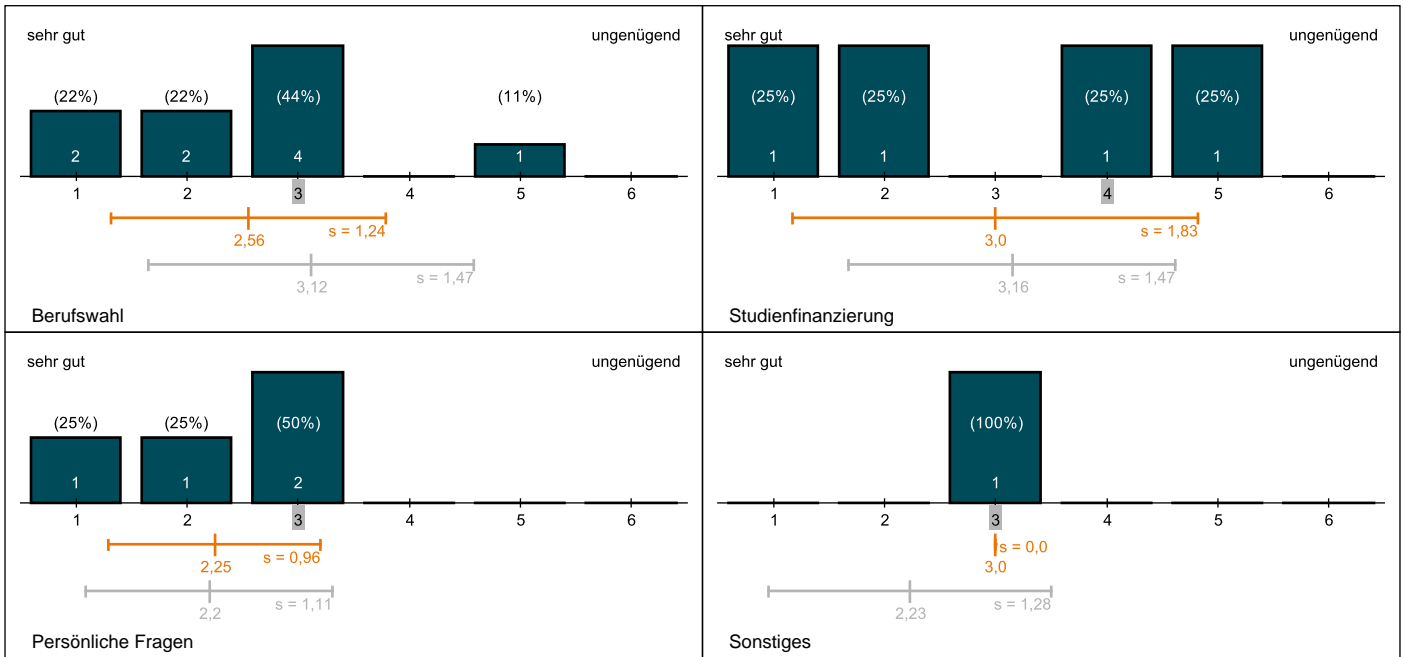 sehr gut ungenügend
(22%) (22%) (44%) (11%)
2 2 4 1
1 2 3 4 5 6
2,56 s = 1,24
3,12 s = 1,47
Berufswahl
sehr gut ungenügend
(25%) (25%) (25%) (25%)
1 1 1 1
1 2 3 4 5 6
3,0 s = 1,83
3,16 s = 1,47
Studienfinanzierung
sehr gut ungenügend
(25%) (25%) (50%)
1 1 2
1 2 3 4 5 6
2,25 s = 0,96
2,2 s = 1,11
Persönliche Fragen
sehr gut ungenügend
(100%)
1
1 2 3 4 5 6
s = 0,0
3,0
2,23 s = 1,28
Sonstiges